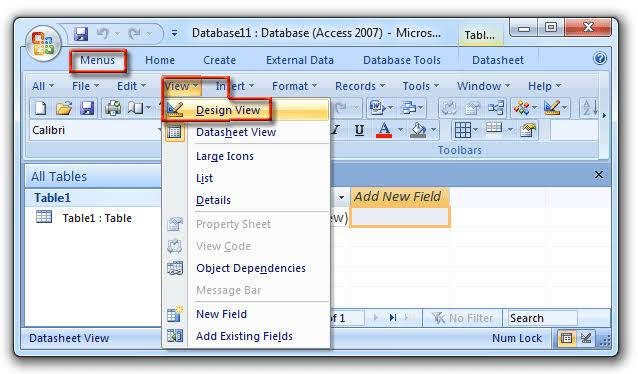 Database11 : Database (Access 2007) - Micros... Tabl...
Menus Home Create External Data Database Tools Datasheet
All File Edit View Insert Format Records Tools Window Help
Design View
Calibri Datasheet View U A
Toolbars
Large Icons
All Tables
List
Table1 Details Add New Field
Table1 : Table Property Sheet ew)
View Code
Object Dependencies
Message Bar
New Field of 1 No Filter Search
Datasheet View Add Existing Fields Num Lock